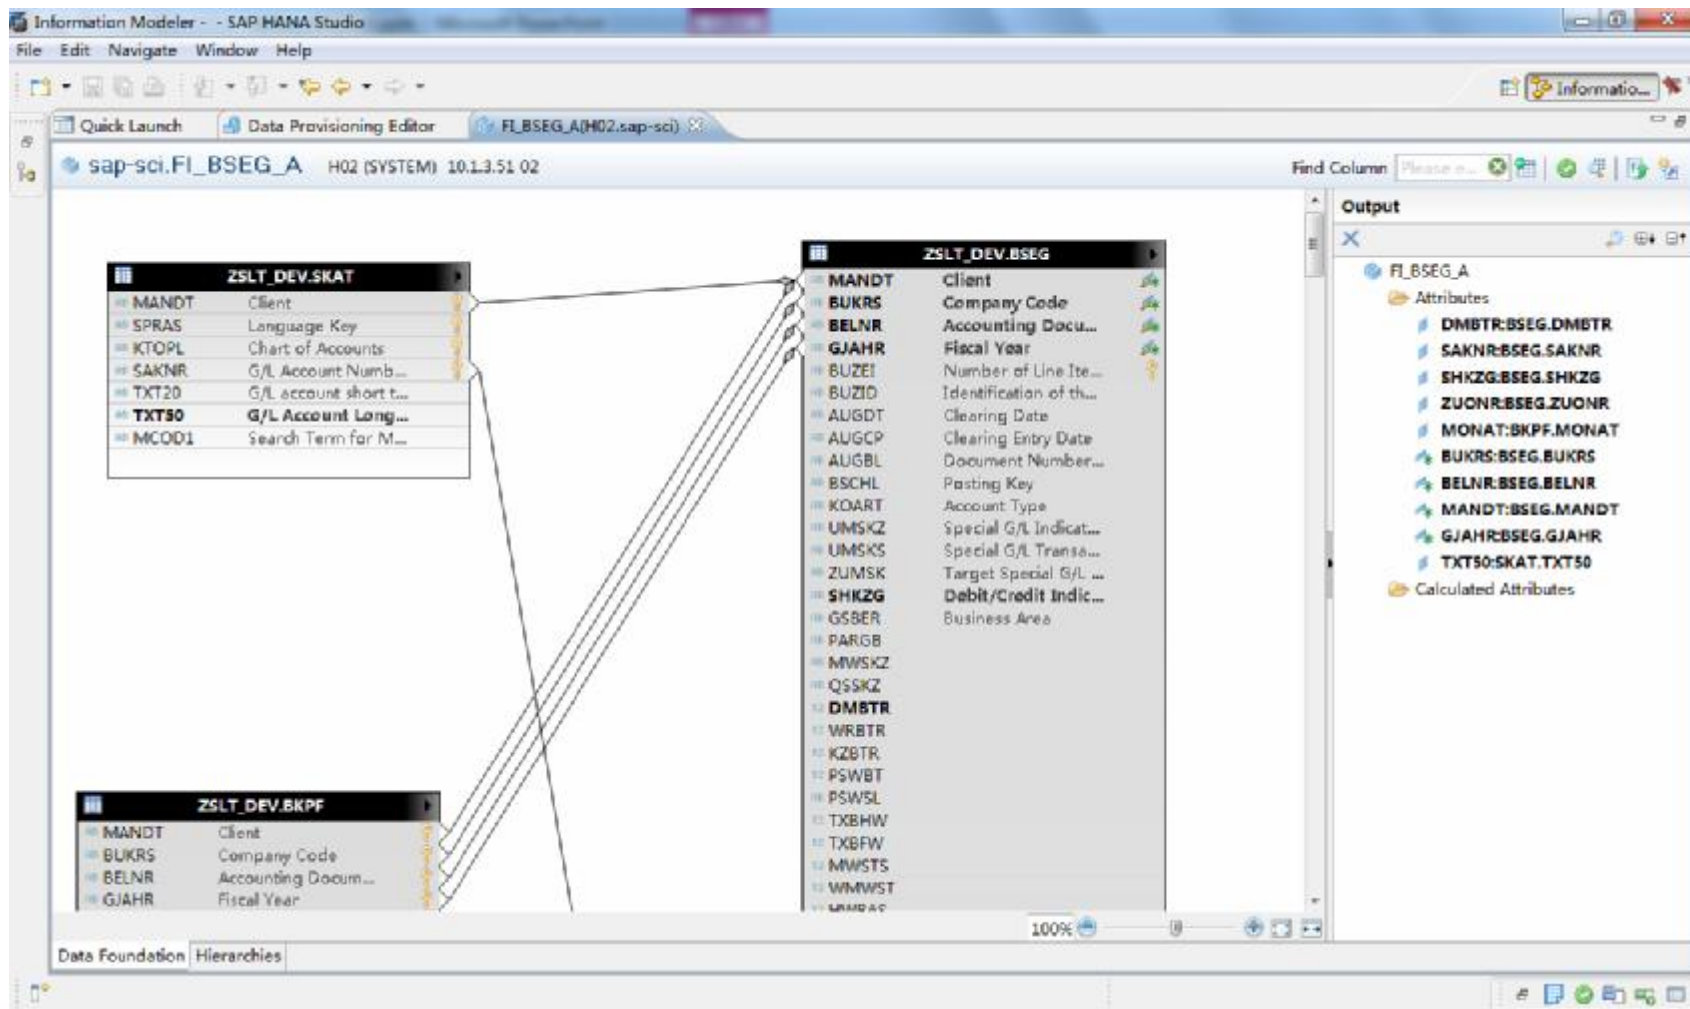 Information Modeler - - SAP HANA Studio
File Edit Navigate Window Help
Informatio...
Quick Launch Data Provisioning Editor FI_BSEG_A(H02.sap-sci)
sap-sci.FI_BSEG_A H02 (SYSTEM) 10.1.3.51 02
Find Column
Output
FI_BSEG_A
Attributes
DMBTR:BSEG.DMBTR
SAKNR:BSEG.SAKNR
SHKZG:BSEG.SHKZG
ZUONR:BSEG.ZUONR
MONAT:BKPF.MONAT
BUKRS:BSEG.BUKRS
BELNR:BSEG.BELNR
MANDT:BSEG.MANDT
GJAHR:BSEG.GJAHR
TXT50:SKAT.TXT50
Calculated Attributes
ZSLT_DEV.SKAT
MANDT Client
SPRAS Language Key
KTOPL Chart of Accounts
SAKNR G/L Account Numb...
TXT20 G/L account short t...
TXT50 G/L Account Long...
MCOD1 Search Term for M...
ZSLT_DEV.BSEG
MANDT Client
BUKRS Company Code
BELNR Accounting Docu...
GJAHR Fiscal Year
BUZEI Number of Line Ite...
BUZID Identification of th...
AUGDT Clearing Date
AUGCP Clearing Entry Date
AUGBL Document Number...
BSCHL Posting Key
KOART Account Type
UMSKZ Special G/L Indicat...
UMSKS Special G/L Transa...
ZUMSK Target Special G/L ...
SHKZG Debit/Credit Indic...
GSBER Business Area
PARGB
MWSKZ
QSSKZ
DMBTR
WRBTR
KZBTR
PSWBT
PSWSL
TXBHW
TXBFW
MWSTS
WMWST
ZSLT_DEV.BKPF
MANDT Client
BUKRS Company Code
BELNR Accounting Docum...
GJAHR Fiscal Year
100%
Data Foundation Hierarchies